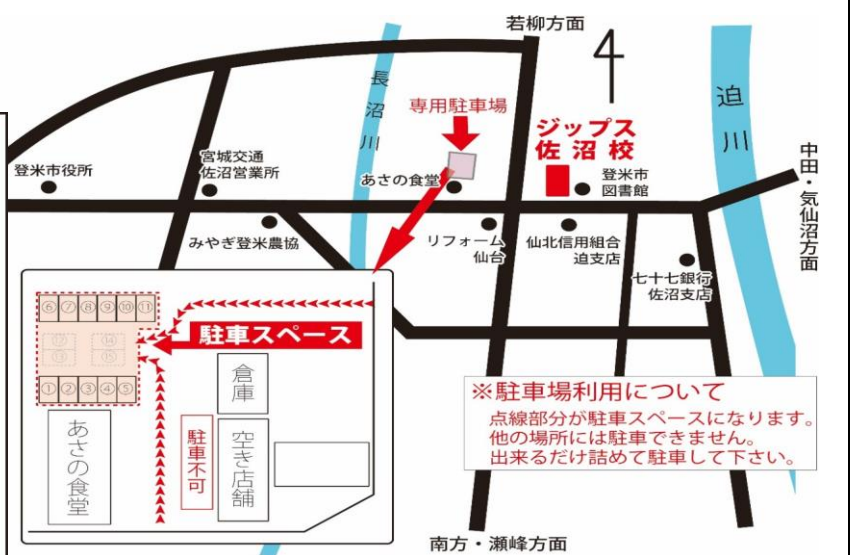 若柳方面
長沼川
専用駐車場
迫川
ジップス
佐沼校
中田・気仙沼方面
登米市役所
宮城交通
佐沼営業所
あさの食堂
登米市
図書館
みやぎ登米農協
リフォーム
仙台
仙北信用組合
迫支店
七十七銀行
佐沼支店
⑥⑦⑧⑨⑩⑪
駐車スペース
⑫ ⑭
⑬ ⑮
①②③④⑤
倉庫
あさの食堂
駐車不可
空き店舗
※駐車場利用について
点線部分が駐車スペースになります。
他の場所には駐車できません。
出来るだけ詰めて駐車して下さい。
南方・瀬峰方面